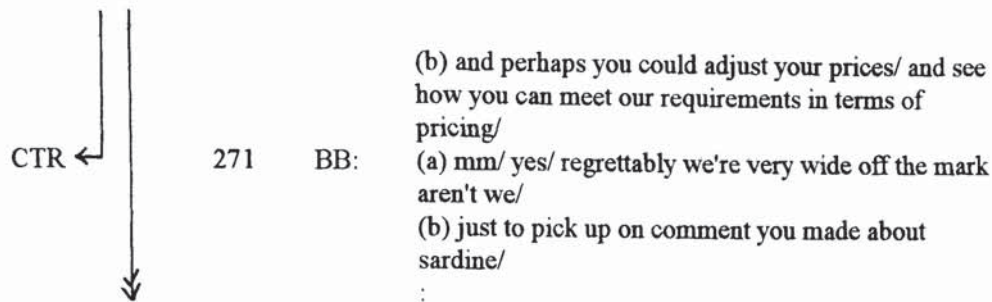 (b) and perhaps you could adjust your prices/ and see
how you can meet our requirements in terms of
pricing/
CTR 271 BB: (a) mm/ yes/ regrettably we're very wide off the mark
aren't we/
(b) just to pick up on comment you made about
sardine/
: